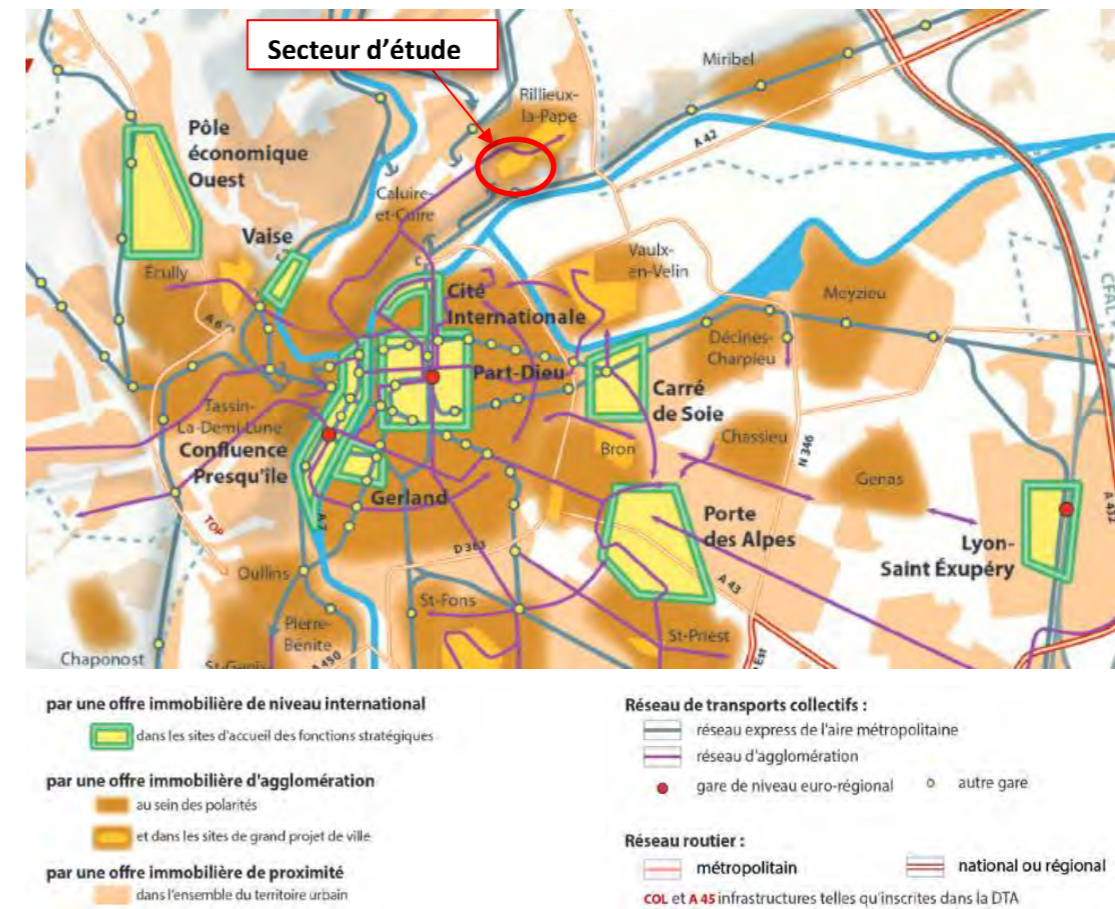 Secteur d'étude
Miribel
Rillieux-
la-Pape
Pôle
économique
Ouest
A 42
Caluire-
et-Cuire
Vaise
Vaulx-
en-Velin
Écully
Cité
Internationale
Meyzieu
CFAL
A 6
Décines-
Charpieu
Part-Dieu
Carré
de Soie
Tassin-
La-Demi-Lune
Chassieu
Confluence
Presqu'île
Bron
N 346
Genas
Gerland
A 7
Porte
des Alpes
A 432
TOP
D 383
Lyon-
Saint Éxupéry
Oullins
A 43
St-Fons
Pierre-
Bénite
St-Priest
Chaponost
St-Genis
A 450
Est
par une offre immobilière de niveau international
dans les sites d'accueil des fonctions stratégiques
par une offre immobilière d'agglomération
au sein des polarités
et dans les sites de grand projet de ville
par une offre immobilière de proximité
dans l'ensemble du territoire urbain
Réseau de transports collectifs :
réseau express de l'aire métropolitaine
réseau d'agglomération
gare de niveau euro-régional
autre gare
Réseau routier :
métropolitain
national ou régional
COL et A 45 infrastructures telles qu'inscrites dans la DTA